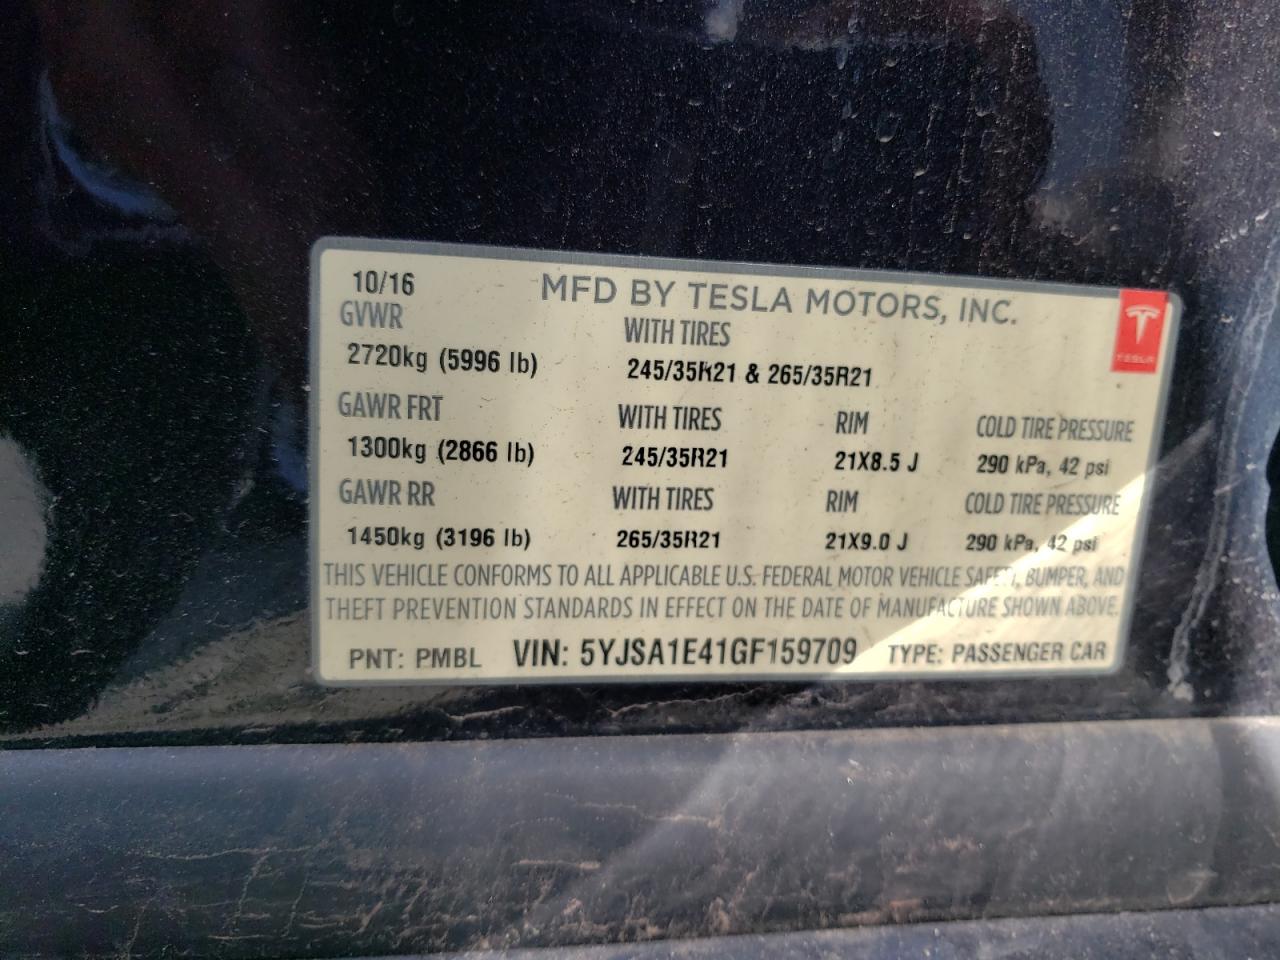 10/16 MFD BY TESLA MOTORS, INC.
GVWR WITH TIRES
TESLA
2720kg (5996 lb) 245/35R21 & 265/35R21
GAWR FRT WITH TIRES RIM COLD TIRE PRESSURE
1300kg (2866 lb) 245/35R21 21X8.5 J 290 kPa, 42 psi
GAWR RR WITH TIRES RIM COLD TIRE PRESSURE
1450kg (3196 lb) 265/35R21 21X9.0 J 290 kPa, 42 psi
THIS VEHICLE CONFORMS TO ALL APPLICABLE U.S. FEDERAL MOTOR VEHICLE SAFETY, BUMPER, AND
THEFT PREVENTION STANDARDS IN EFFECT ON THE DATE OF MANUFACTURE SHOWN ABOVE.
PNT: PMBL VIN: 5YJSA1E41GF159709 TYPE: PASSENGER CAR